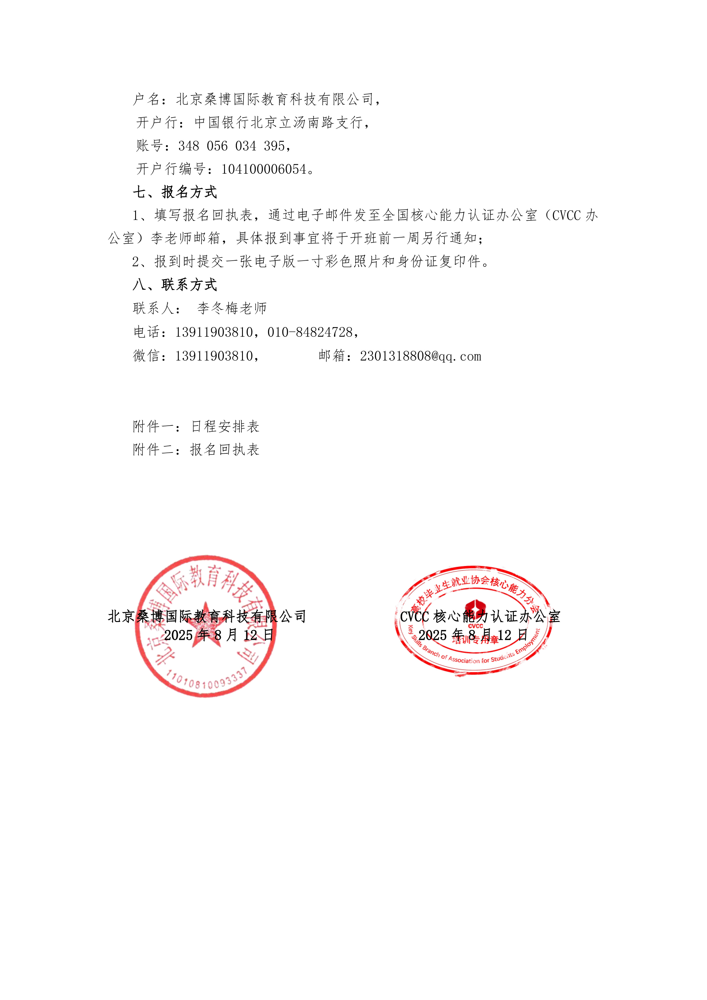 户名：北京桑博国际教育科技有限公司，
开户行：中国银行北京立汤南路支行，
账号：348 056 034 395，
开户行编号：104100006054。
七、报名方式
1、填写报名回执表，通过电子邮件发至全国核心能力认证办公室（CVCC 办
公室）李老师邮箱，具体报到事宜将于开班前一周另行通知；
2、报到时提交一张电子版一寸彩色照片和身份证复印件。
八、联系方式
联系人： 李冬梅老师
电话：13911903810，010-84824728，
微信：13911903810， 邮箱：2301318808@qq.com
附件一：日程安排表
附件二：报名回执表
北京桑博国际教育科技有限公司
11010810093337
北京桑博国际教育科技有限公司
2025 年 8 月 12 日
高校毕业生就业协会核心能力分会
CVCC
培训专用章
Key Skills Branch of Association for Students Employment
CVCC 核心能力认证办公室
2025 年 8 月 12 日